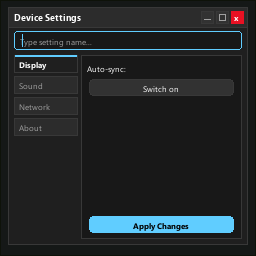 Device Settings
Type setting name...
Display
Sound
Network
About
Auto-sync:
Switch on
Apply Changes